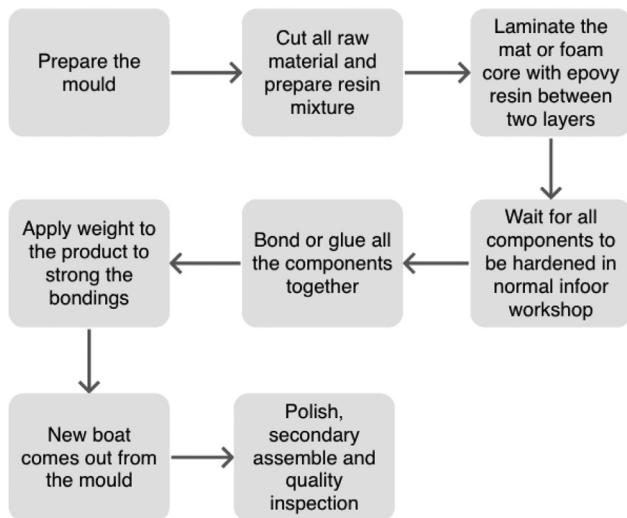 Prepare the
mould
Cut all raw
material and
prepare resin
mixture
Laminate the
mat or foam
core with epovy
resin between
two layers
Wait for all
components to
be hardened in
normal infoor
workshop
Bond or glue all
the components
together
Apply weight to
the product to
strong the
bondings
New boat
comes out from
the mould
Polish,
secondary
assemble and
quality
inspection